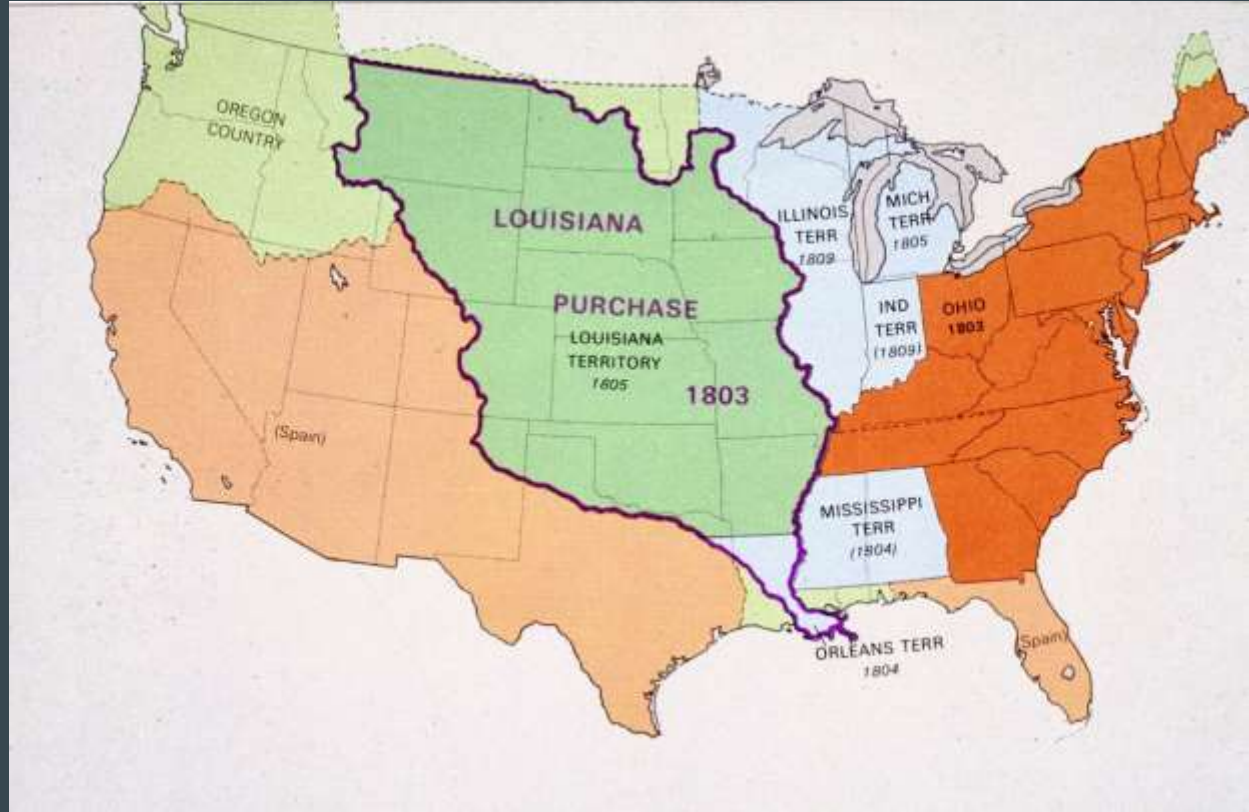 OREGON
COUNTRY
LOUISIANA
PURCHASE
LOUISIANA
TERRITORY
1805
1803
ILLINOIS
TERR
1809
MICH
TERR
1805
IND
TERR
(1809)
OHIO
1803
(Spain)
MISSISSIPPI
TERR
(1804)
ORLEANS TERR
1804
(Spain)